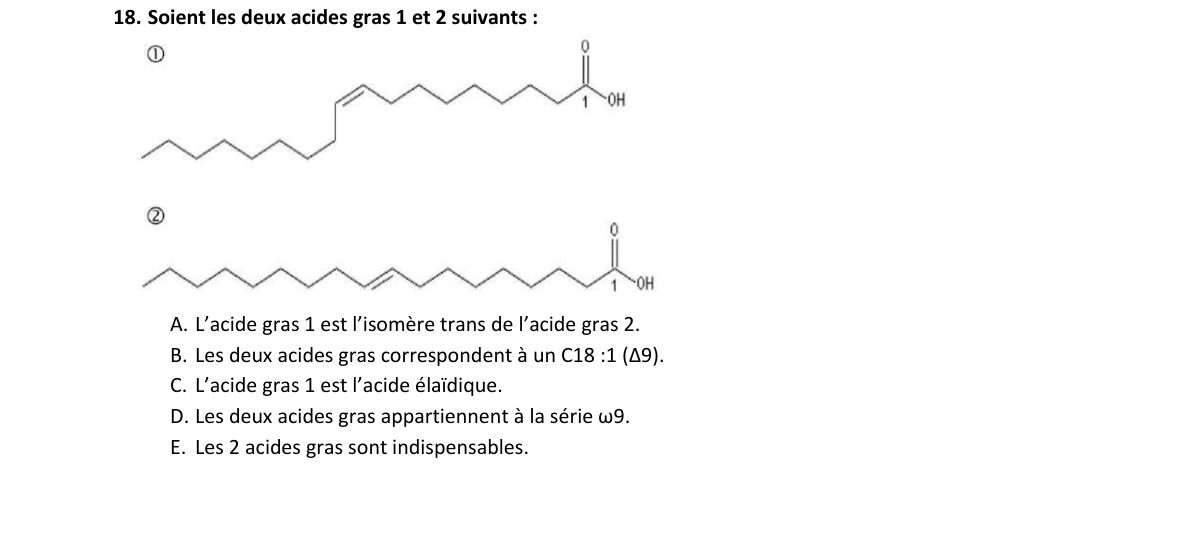 18. Soient les deux acides gras 1 et 2 suivants :
①
O
1 OH
②
O
1 OH
A. L’acide gras 1 est l’isomère trans de l’acide gras 2.
B. Les deux acides gras correspondent à un C18 :1 (Δ9).
C. L’acide gras 1 est l’acide élaïdique.
D. Les deux acides gras appartiennent à la série ω9.
E. Les 2 acides gras sont indispensables.